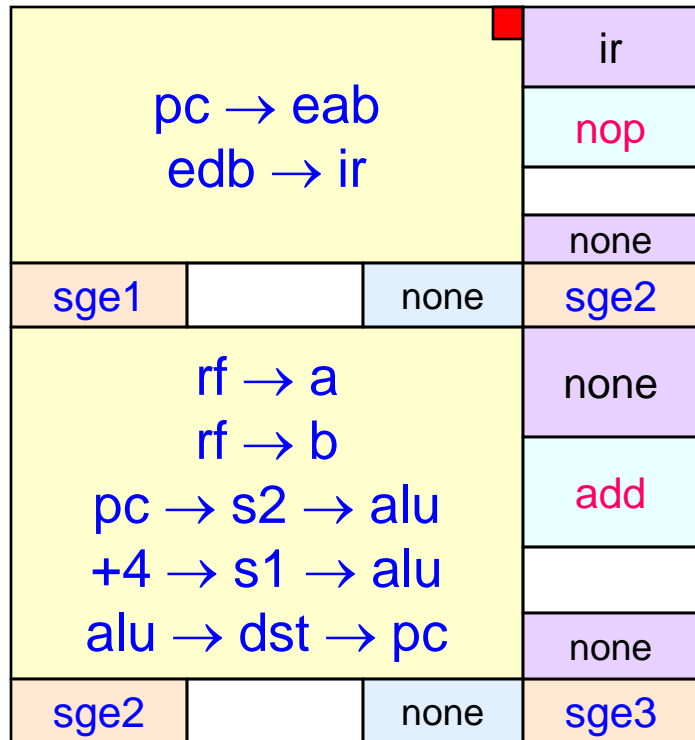 pc → eab
edb → ir
ir
nop
none
sge1
none
sge2
rf → a
rf → b
pc → s2 → alu
+4 → s1 → alu
alu → dst → pc
none
add
none
sge2
none
sge3